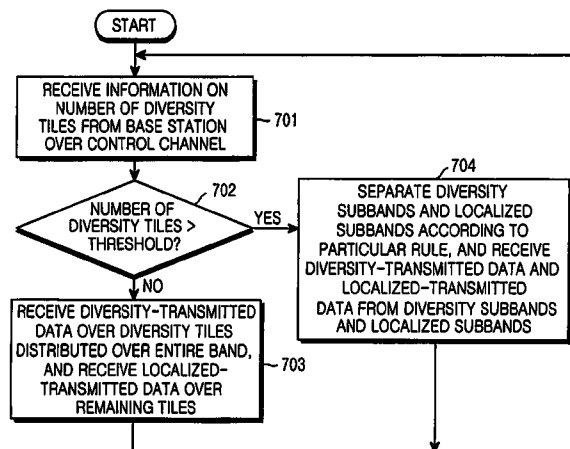 START
RECEIVE INFORMATION ON
NUMBER OF DIVERSITY
TILES FROM BASE STATION
OVER CONTROL CHANNEL
701
702
NUMBER OF
DIVERSITY TILES >
THRESHOLD?
YES
NO
704
SEPARATE DIVERSITY
SUBBANDS AND LOCALIZED
SUBBANDS ACCORDING TO
PARTICULAR RULE, AND RECEIVE
DIVERSITY-TRANSMITTED DATA AND
LOCALIZED-TRANSMITTED
DATA FROM DIVERSITY SUBBANDS
AND LOCALIZED SUBBANDS
RECEIVE DIVERSITY-TRANSMITTED
DATA OVER DIVERSITY TILES
DISTRIBUTED OVER ENTIRE BAND,
AND RECEIVE LOCALIZED-
TRANSMITTED DATA OVER
REMAINING TILES
703